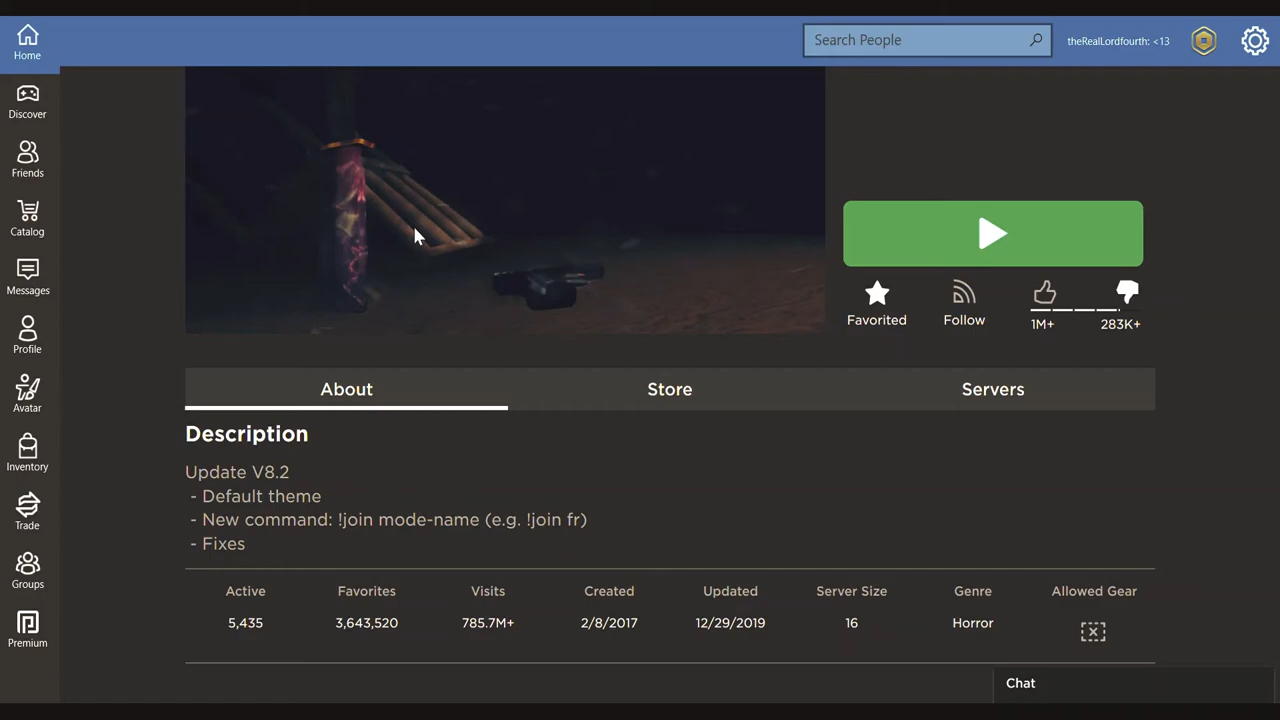 Home
Search People
theRealLordfourth: <13
Discover
Friends
Catalog
Messages
Profile
Avatar
Inventory
Trade
Groups
Premium
Favorited
Follow
1M+
283K+
About
Store
Servers
Description
Update V8.2
- Default theme
- New command: !join mode-name (e.g. !join fr)
- Fixes
Active Favorites Visits Created Updated Server Size Genre Allowed Gear
5,435 3,643,520 785.7M+ 2/8/2017 12/29/2019 16 Horror
Chat